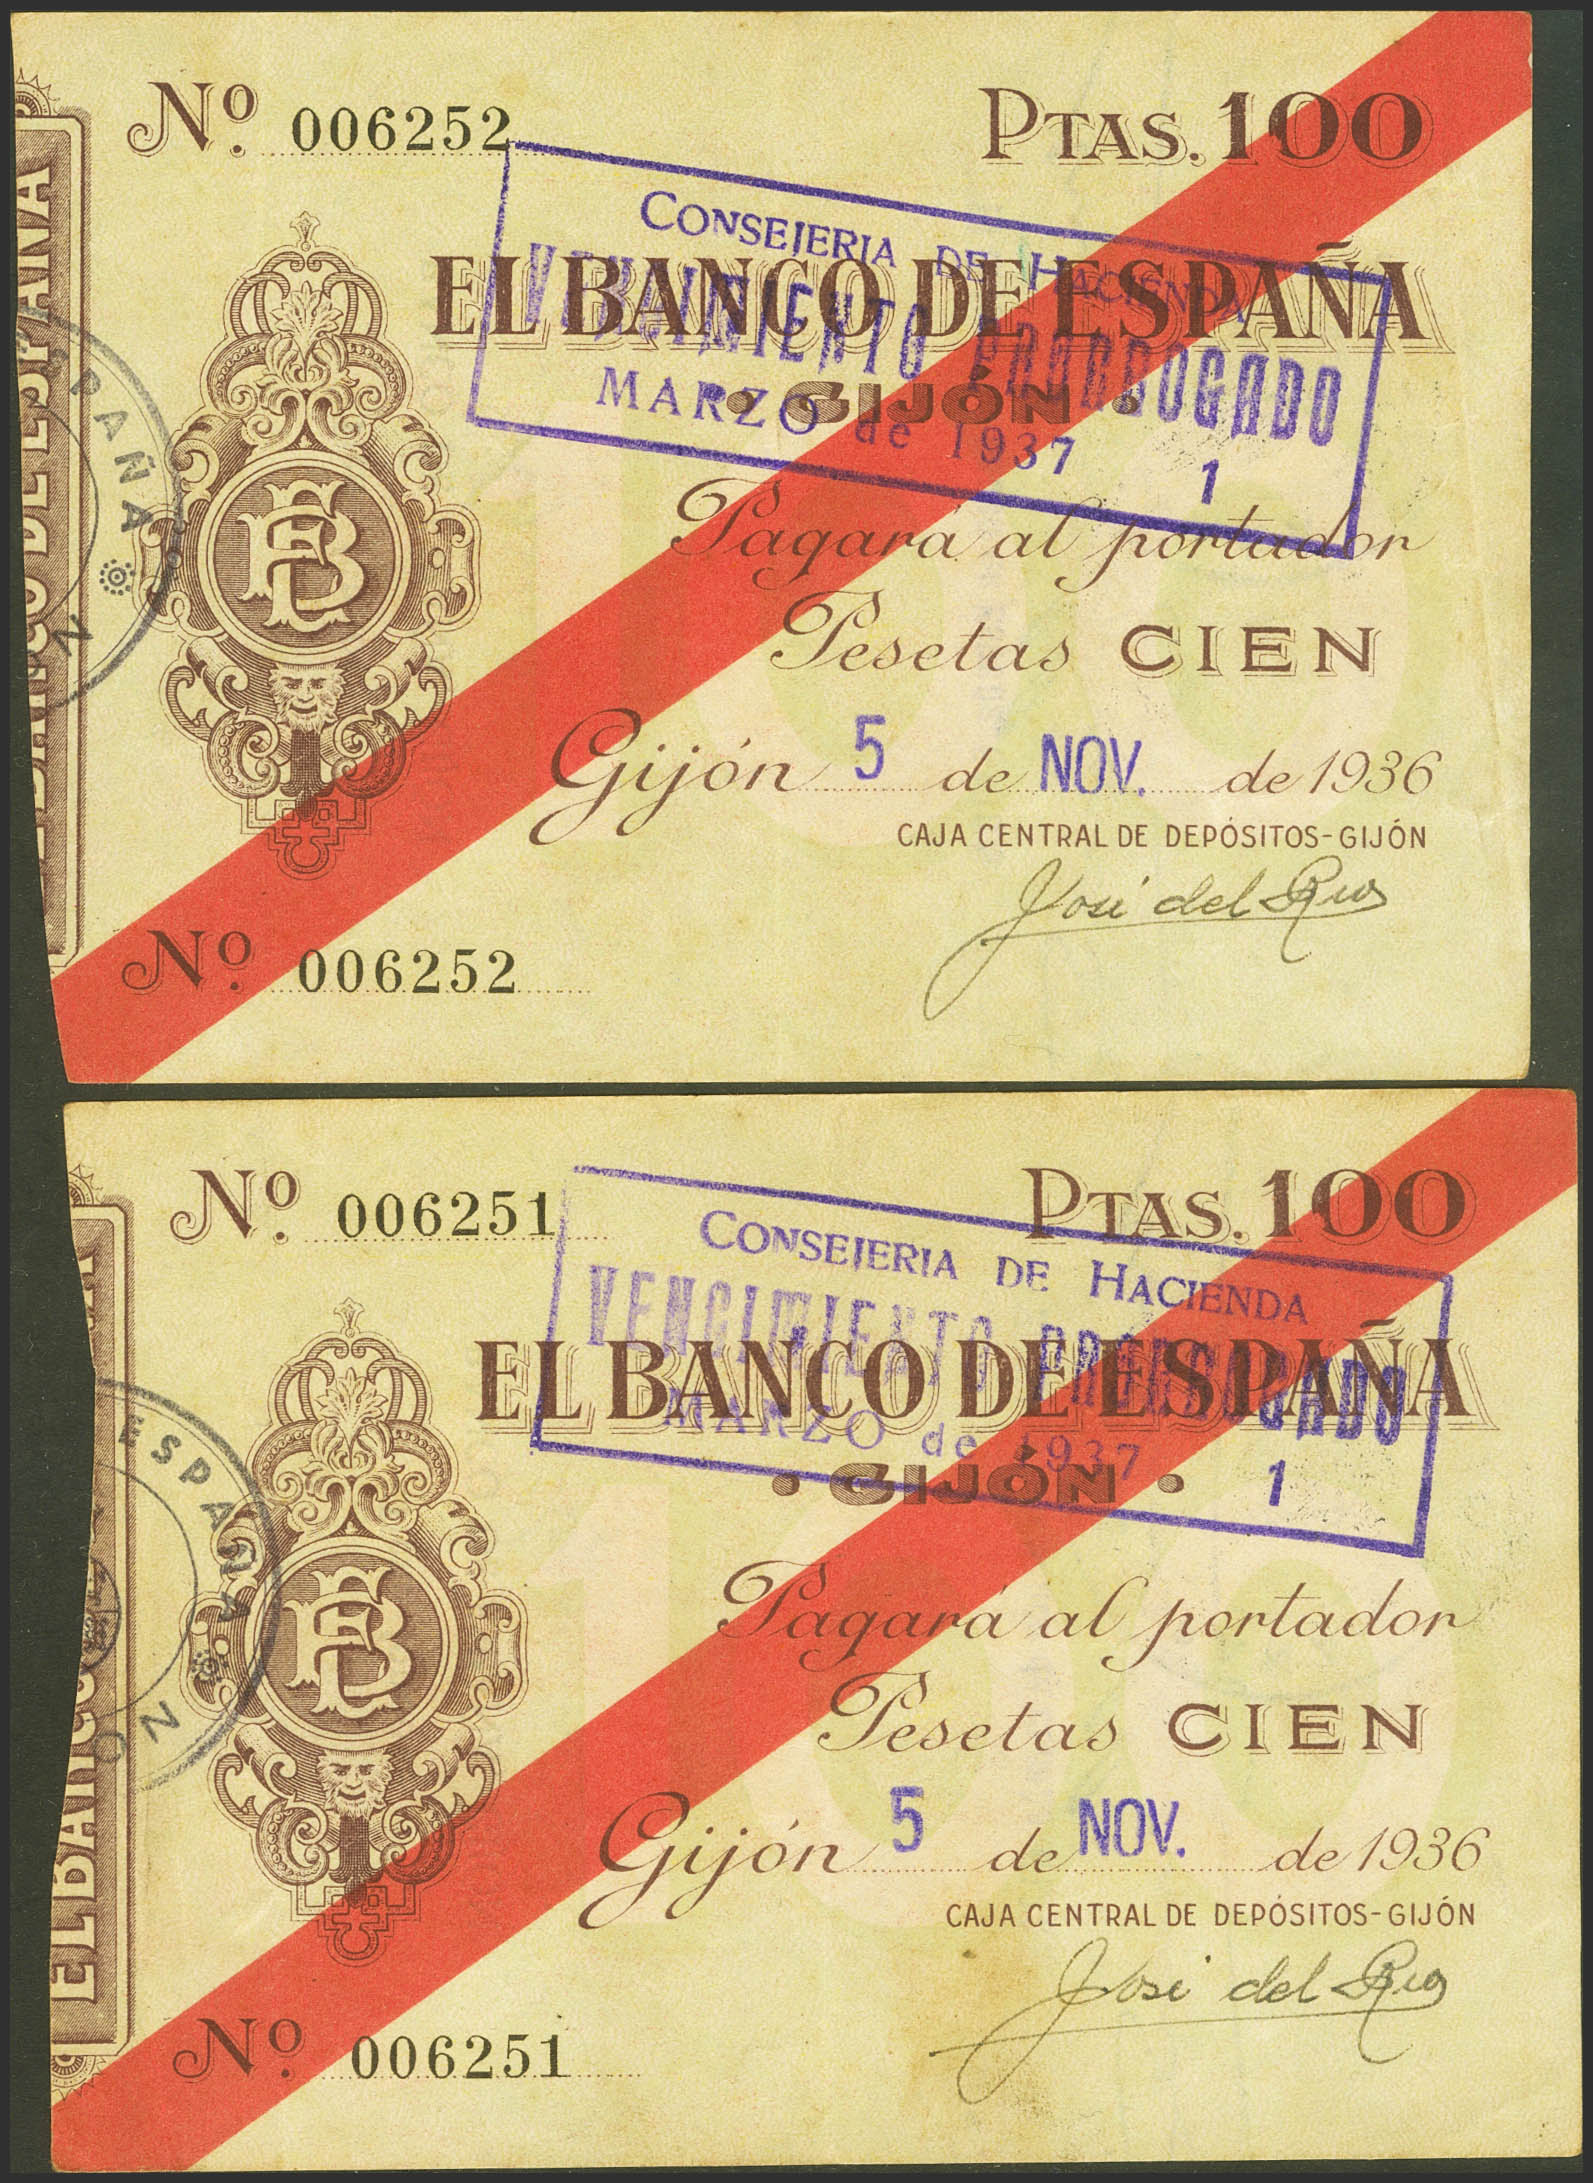 Nº. 006252
PTAS. 100
CONSEJERIA DE HACIENDA
EL BANCO DE ESPAÑA
VENCIMIENTO PRORROGADO
MARZO de 1937 1
• GIJÓN •
Pagará al portador
Pesetas CIEN
Gijón 5 de NOV. de 1936
CAJA CENTRAL DE DEPÓSITOS-GIJÓN
José del Rio
Nº. 006252
EL BANCO DE ESPAÑA
ESPAÑA
Nº. 006251
PTAS. 100
CONSEJERIA DE HACIENDA
VENCIMIENTO PRORROGADO
EL BANCO DE ESPAÑA
MARZO de 1937 1
• GIJÓN •
Pagará al portador
Pesetas CIEN
Gijón 5 de NOV. de 1936
CAJA CENTRAL DE DEPÓSITOS-GIJÓN
José del Rio
Nº. 006251
EL BANCO
ESPAÑA